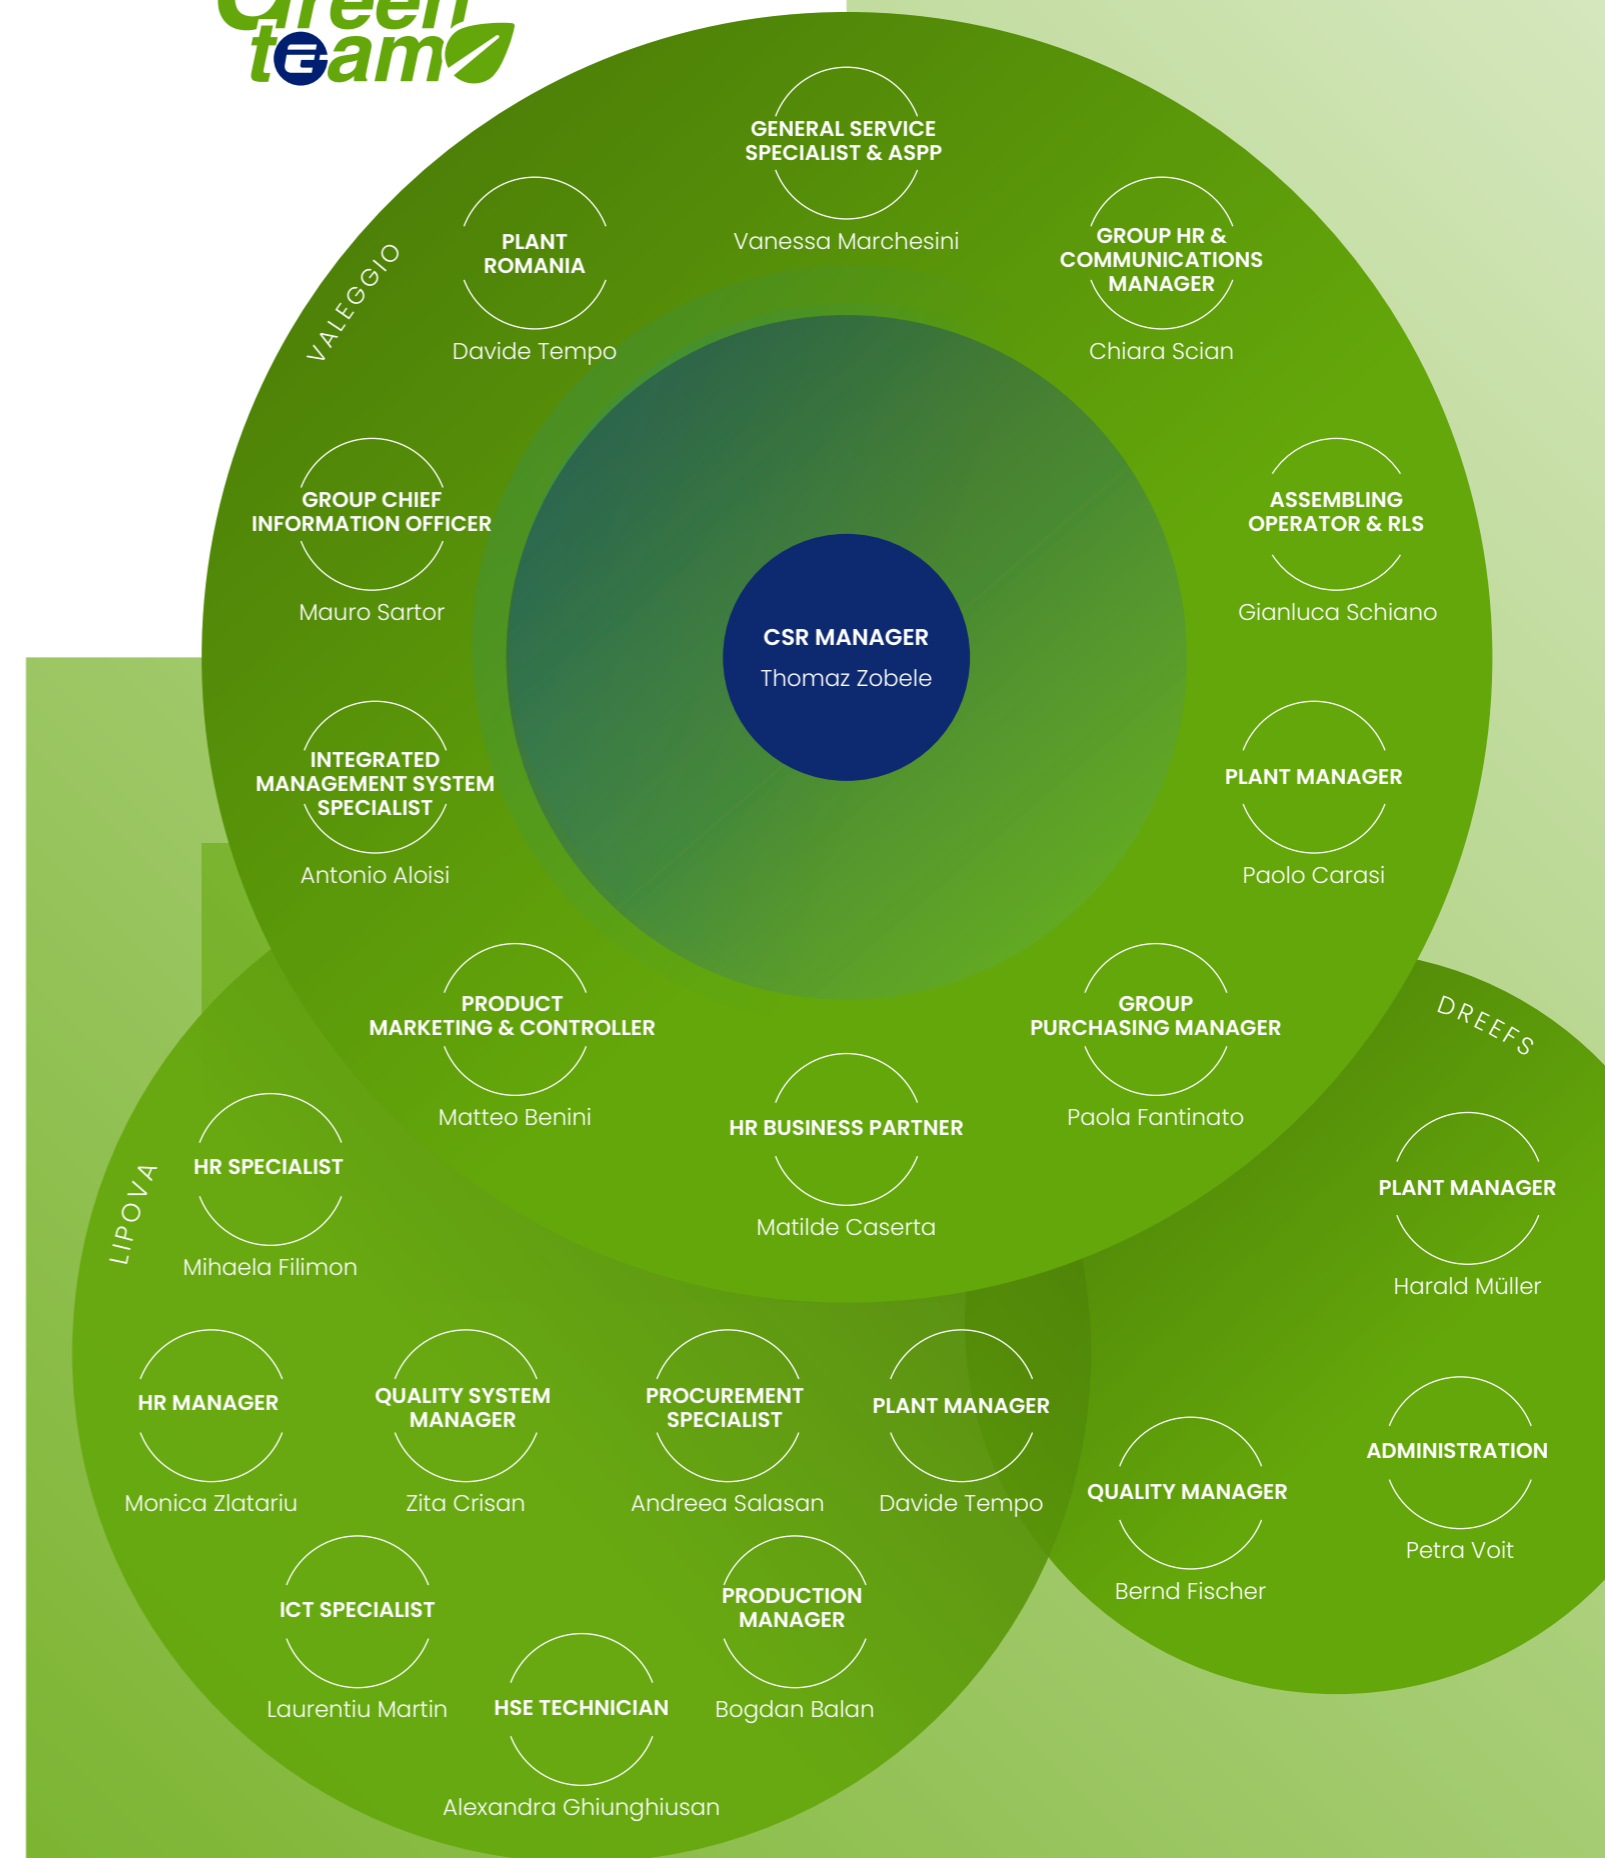 Green
team
VALEGGIO
GENERAL SERVICE
SPECIALIST & ASPP
Vanessa Marchesini
PLANT
ROMANIA
Davide Tempo
GROUP HR &
COMMUNICATIONS
MANAGER
Chiara Scian
GROUP CHIEF
INFORMATION OFFICER
Mauro Sartor
ASSEMBLING
OPERATOR & RLS
Gianluca Schiano
CSR MANAGER
Thomaz Zobele
INTEGRATED
MANAGEMENT SYSTEM
SPECIALIST
Antonio Aloisi
PLANT MANAGER
Paolo Carasi
PRODUCT
MARKETING & CONTROLLER
Matteo Benini
GROUP
PURCHASING MANAGER
Paola Fantinato
HR BUSINESS PARTNER
Matilde Caserta
DREEFS
PLANT MANAGER
Harald Müller
ADMINISTRATION
Petra Voit
QUALITY MANAGER
Bernd Fischer
LIPOVA
HR SPECIALIST
Mihaela Filimon
HR MANAGER
Monica Zlatariu
QUALITY SYSTEM
MANAGER
Zita Crisan
PROCUREMENT
SPECIALIST
Andreea Salasan
PLANT MANAGER
Davide Tempo
ICT SPECIALIST
Laurentiu Martin
PRODUCTION
MANAGER
Bogdan Balan
HSE TECHNICIAN
Alexandra Ghiunghiusan